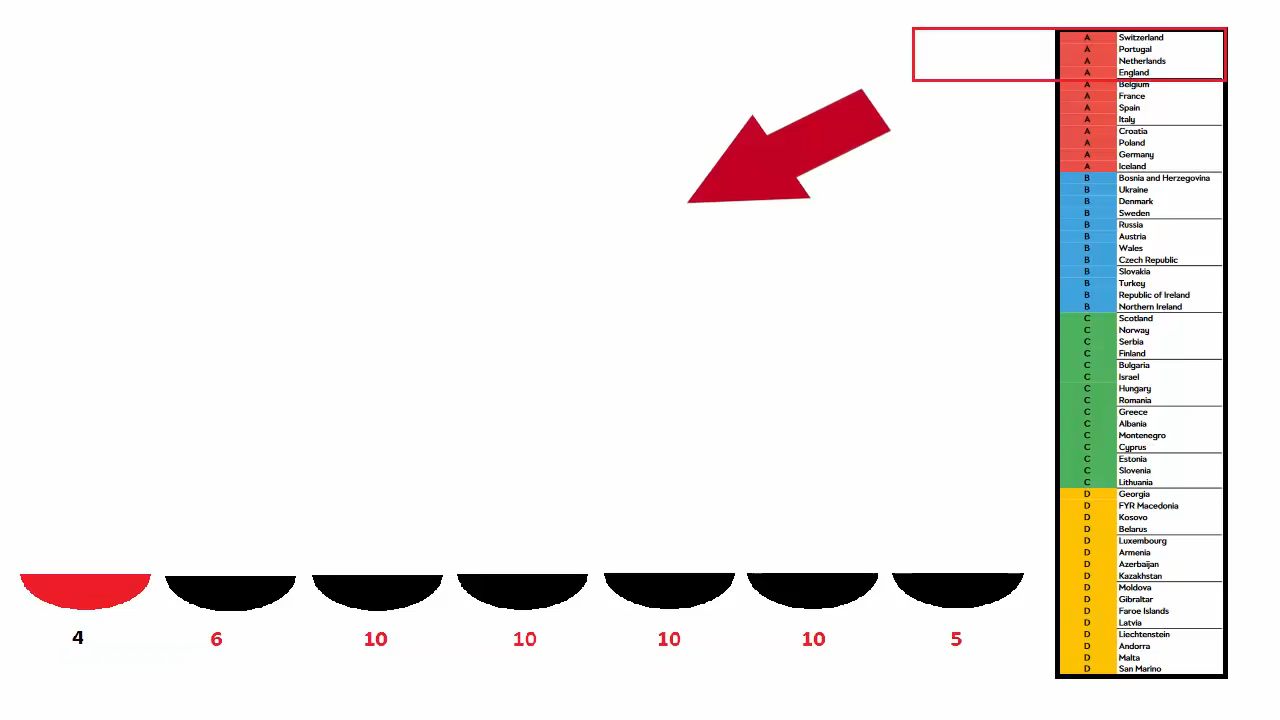 A Switzerland
A Portugal
A Netherlands
A England
A Belgium
A France
A Spain
A Italy
A Croatia
A Poland
A Germany
A Iceland
B Bosnia and Herzegovina
B Ukraine
B Denmark
B Sweden
B Russia
B Austria
B Wales
B Czech Republic
B Slovakia
B Turkey
B Republic of Ireland
B Northern Ireland
C Scotland
C Norway
C Serbia
C Finland
C Bulgaria
C Israel
C Hungary
C Romania
C Greece
C Albania
C Montenegro
C Cyprus
C Estonia
C Slovenia
C Lithuania
D Georgia
D FYR Macedonia
D Kosovo
D Belarus
D Luxembourg
D Armenia
D Azerbaijan
D Kazakhstan
D Moldova
D Gibraltar
D Faroe Islands
D Latvia
D Liechtenstein
D Andorra
D Malta
D San Marino
4 6 10 10 10 10 5